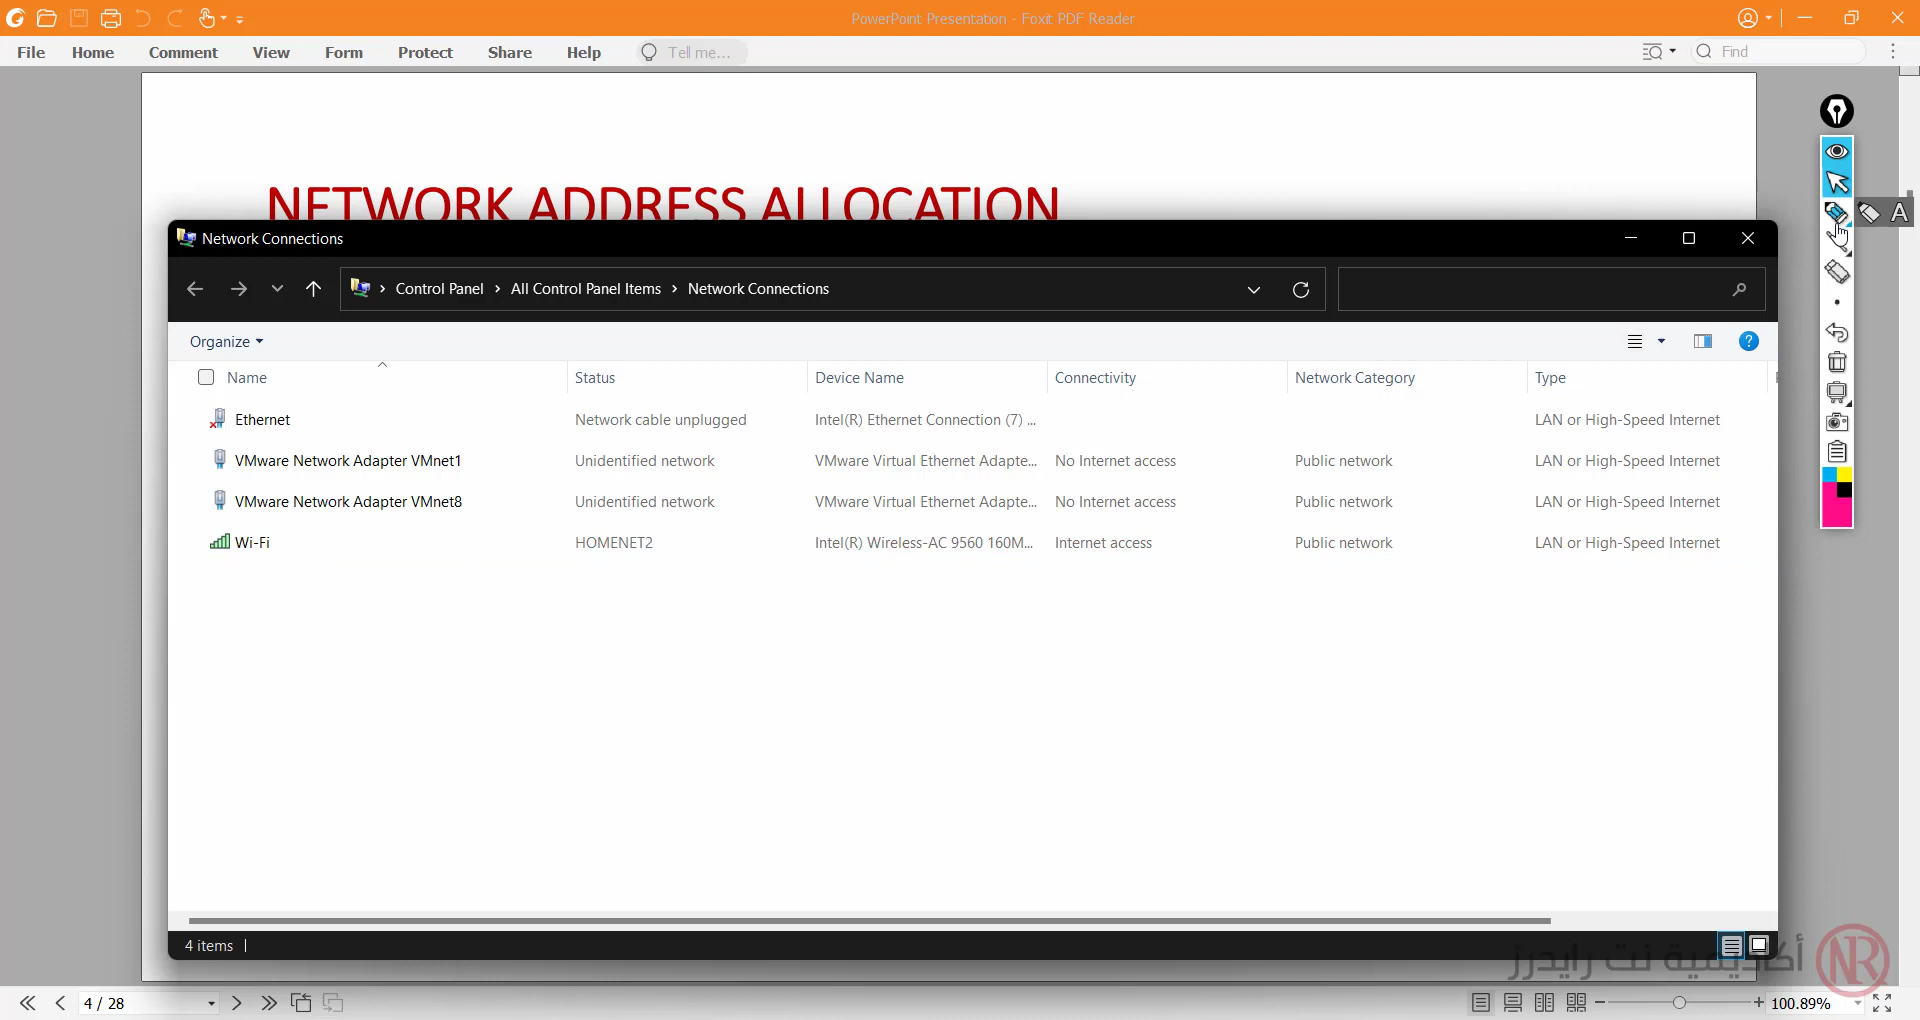 PowerPoint Presentation - Foxit PDF Reader
File Home Comment View Form Protect Share Help Tell me... Find
NETWORK ADDRESS ALLOCATION
A
Network Connections
Control Panel > All Control Panel Items > Network Connections
Organize
Name Status Device Name Connectivity Network Category Type
Ethernet Network cable unplugged Intel(R) Ethernet Connection (7) ... LAN or High-Speed Internet
VMware Network Adapter VMnet1 Unidentified network VMware Virtual Ethernet Adapte... No Internet access Public network LAN or High-Speed Internet
VMware Network Adapter VMnet8 Unidentified network VMware Virtual Ethernet Adapte... No Internet access Public network LAN or High-Speed Internet
Wi-Fi HOMENET2 Intel(R) Wireless-AC 9560 160M... Internet access Public network LAN or High-Speed Internet
4 items
أكاديمية نت رايدرز NR
4 / 28 100.89%